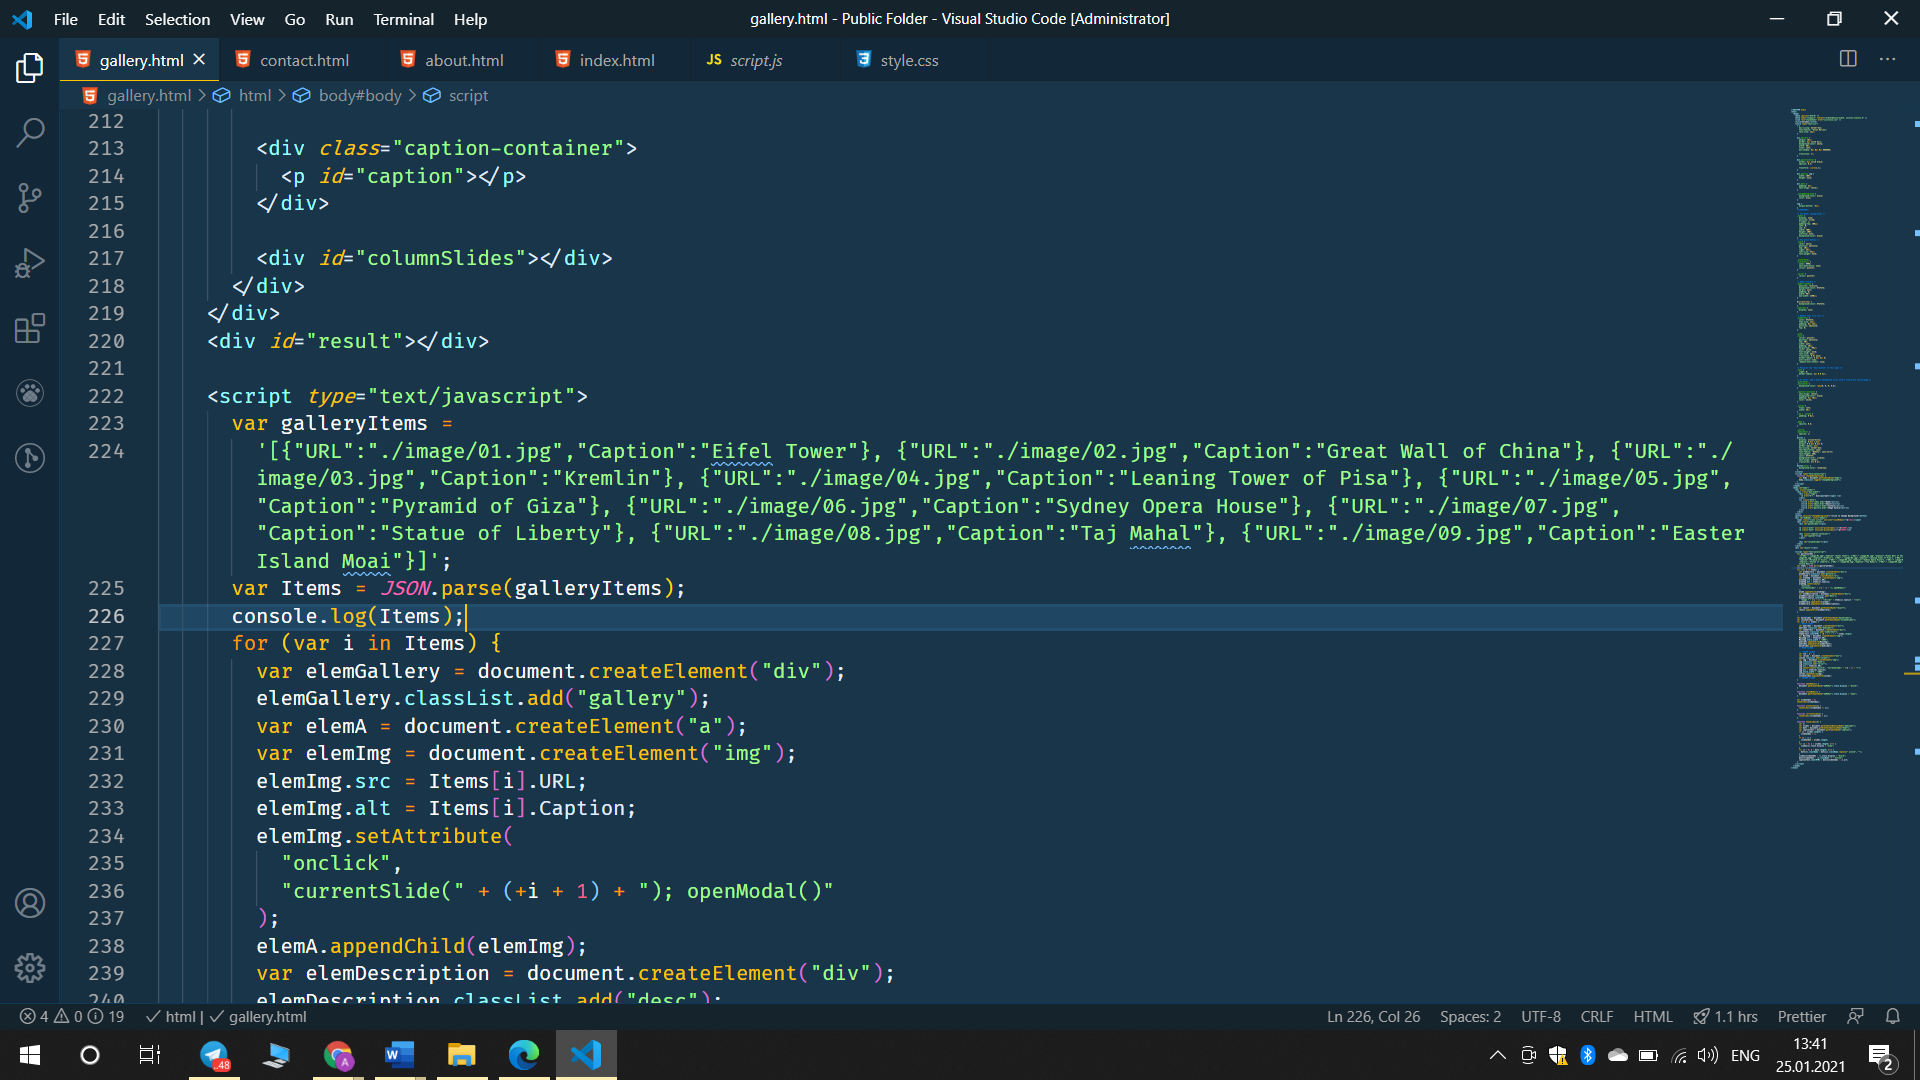 File Edit Selection View Go Run Terminal Help
gallery.html - Public Folder - Visual Studio Code [Administrator]
gallery.html contact.html about.html index.html JS script.js style.css
gallery.html > html > body#body > script
212
213 <div class="caption-container">
214 <p id="caption"></p>
215 </div>
216
217 <div id="columnSlides"></div>
218 </div>
219 </div>
220 <div id="result"></div>
221
222 <script type="text/javascript">
223 var galleryItems =
224 '[{"URL":"./image/01.jpg","Caption":"Eifel Tower"}, {"URL":"./image/02.jpg","Caption":"Great Wall of China"}, {"URL":"./
image/03.jpg","Caption":"Kremlin"}, {"URL":"./image/04.jpg","Caption":"Leaning Tower of Pisa"}, {"URL":"./image/05.jpg",
"Caption":"Pyramid of Giza"}, {"URL":"./image/06.jpg","Caption":"Sydney Opera House"}, {"URL":"./image/07.jpg",
"Caption":"Statue of Liberty"}, {"URL":"./image/08.jpg","Caption":"Taj Mahal"}, {"URL":"./image/09.jpg","Caption":"Easter
Island Moai"}]';
225 var Items = JSON.parse(galleryItems);
226 console.log(Items);
227 for (var i in Items) {
228 var elemGallery = document.createElement("div");
229 elemGallery.classList.add("gallery");
230 var elemA = document.createElement("a");
231 var elemImg = document.createElement("img");
232 elemImg.src = Items[i].URL;
233 elemImg.alt = Items[i].Caption;
234 elemImg.setAttribute(
235 "onclick",
236 "currentSlide(" + (+i + 1) + "); openModal()"
237 );
238 elemA.appendChild(elemImg);
239 var elemDescription = document.createElement("div");
240 elemDescription.classList.add("desc");
4 0 19 html | gallery.html Ln 226, Col 26 Spaces: 2 UTF-8 CRLF HTML 1.1 hrs Prettier
..48 A W ENG 13:41
25.01.2021 2